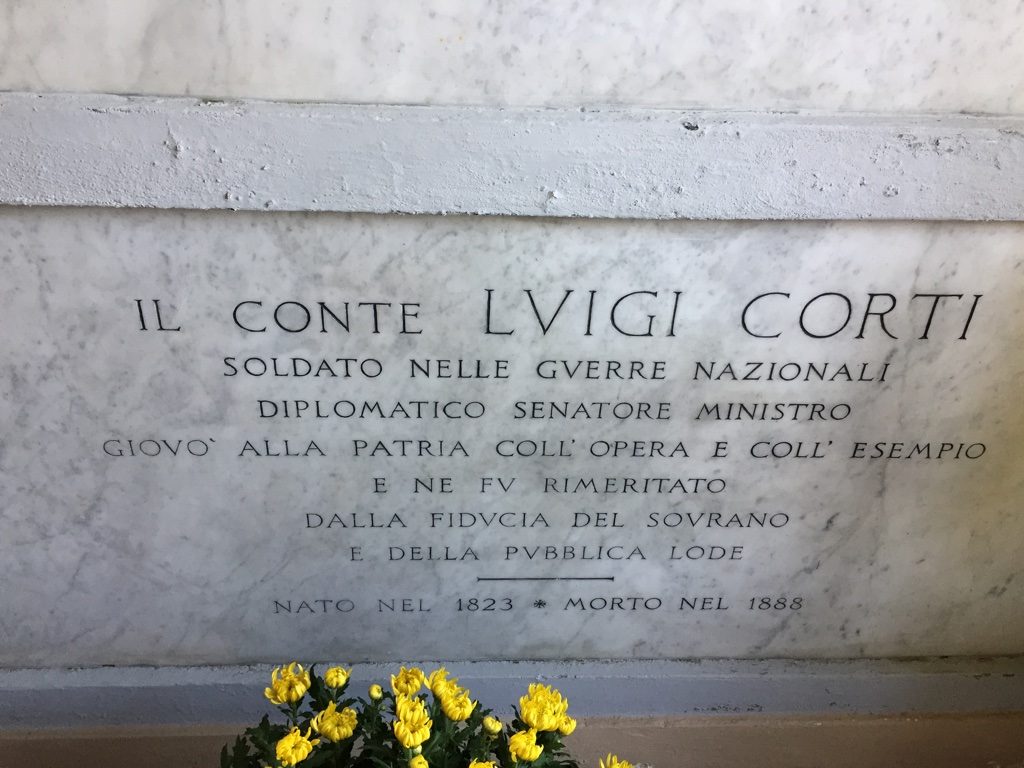 IL CONTE LVIGI CORTI
SOLDATO NELLE GVERRE NAZIONALI
DIPLOMATICO SENATORE MINISTRO
GIOVO' ALLA PATRIA COLL' OPERA E COLL' ESEMPIO
E NE FV RIMERITATO
DALLA FIDVCIA DEL SOVRANO
E DELLA PVBBLICA LODE
NATO NEL 1823 * MORTO NEL 1888